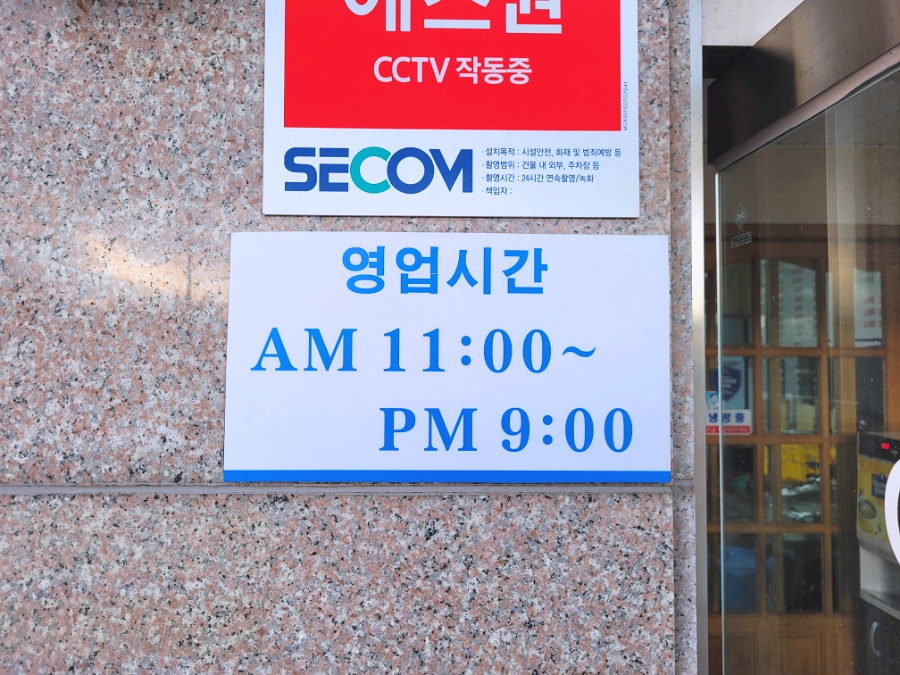 에스원
CCTV 작동중
SECOM
· 설치목적 : 시설안전, 화재 및 범죄예방 등
· 촬영범위 : 건물 내 외부, 주차장 등
· 촬영시간 : 24시간 연속촬영/녹화
· 책임자 :
영업시간
AM 11:00~
PM 9:00